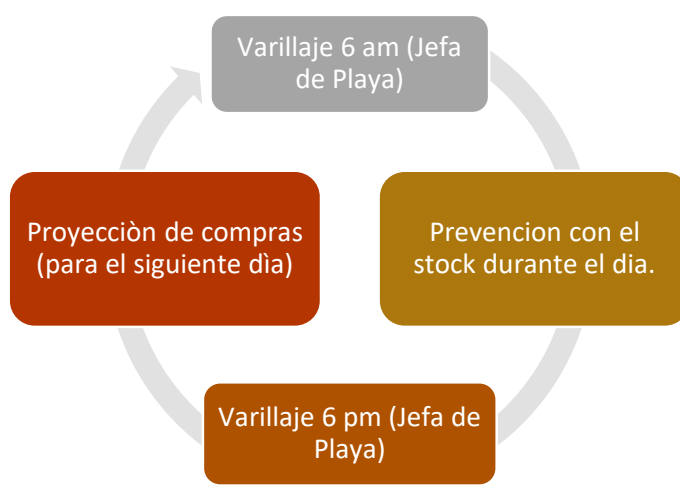 Varillaje 6 am (Jefa
de Playa)
Prevencion con el
stock durante el dia.
Varillaje 6 pm (Jefa de
Playa)
Proyecciòn de compras
(para el siguiente dìa)